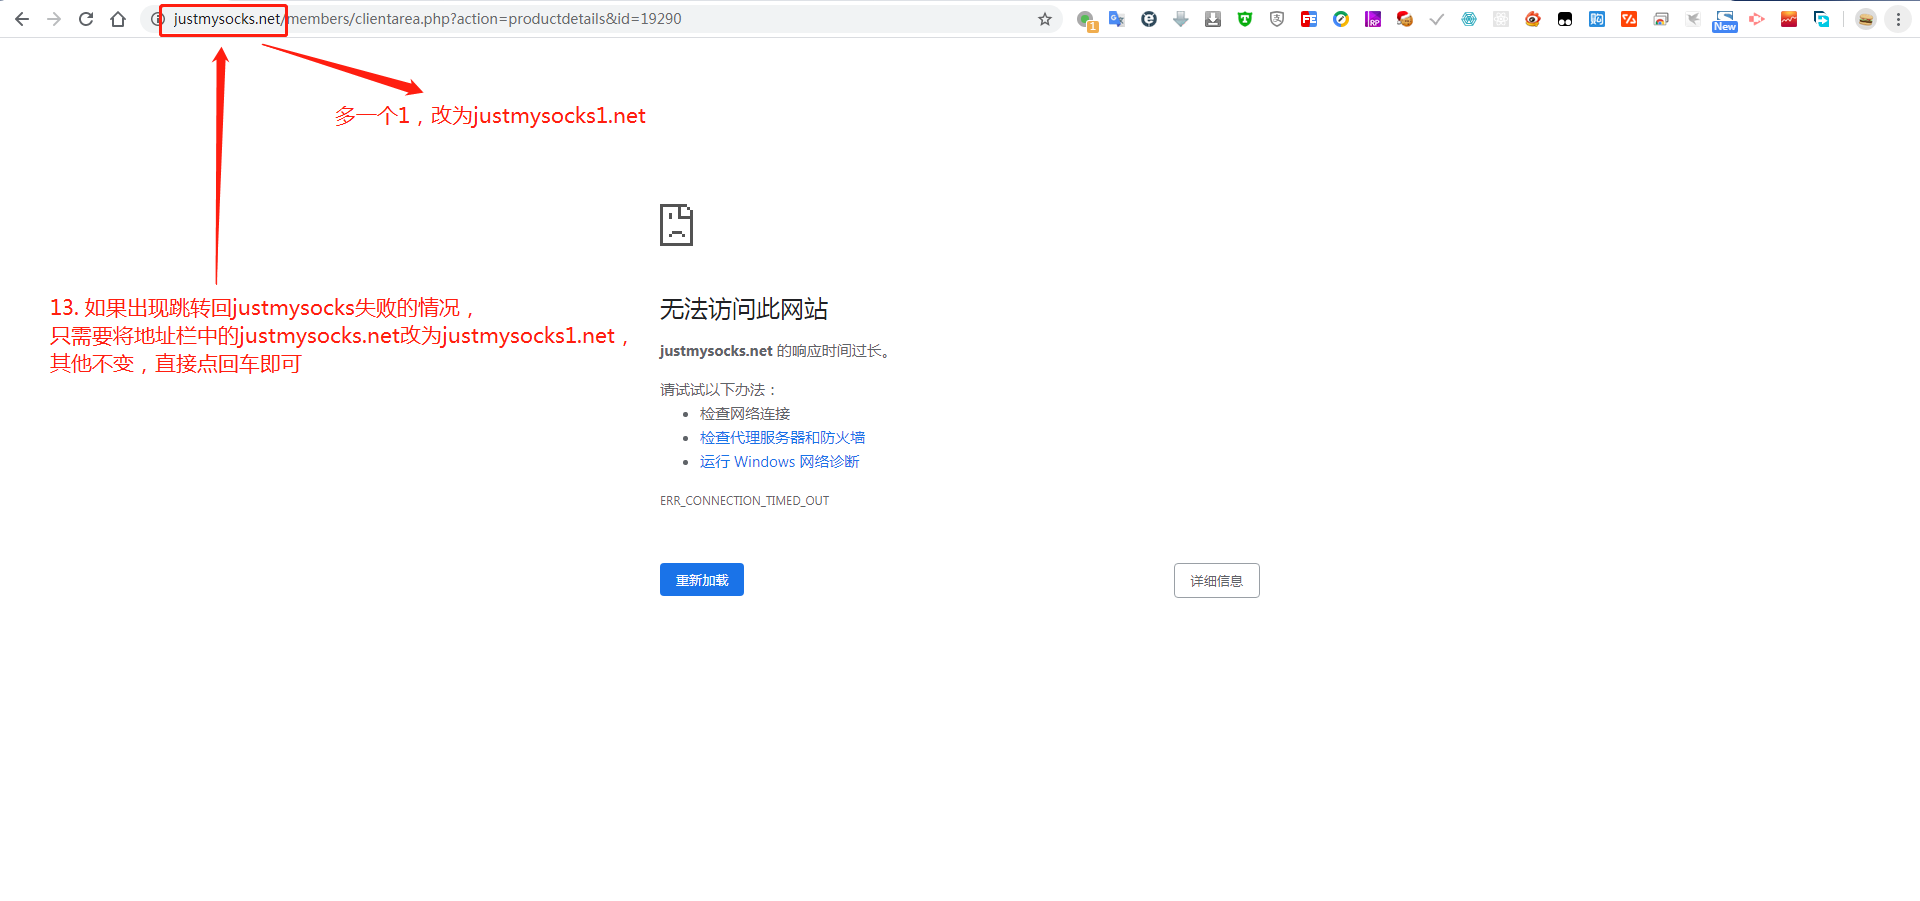 justmysocks.net/members/clientarea.php?action=productdetails&id=19290
1
New
多一个1，改为justmysocks1.net
13. 如果出现跳转回justmysocks失败的情况，
只需要将地址栏中的justmysocks.net改为justmysocks1.net，
其他不变，直接点回车即可
无法访问此网站
justmysocks.net 的响应时间过长。
请试试以下办法：
检查网络连接
检查代理服务器和防火墙
运行 Windows 网络诊断
ERR_CONNECTION_TIMED_OUT
重新加载
详细信息